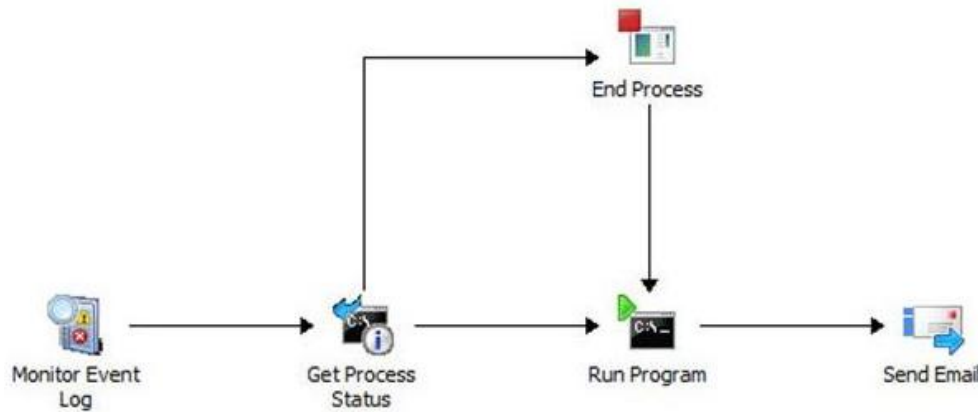 End Process
Monitor Event
Log
Get Process
Status
Run Program
Send Email